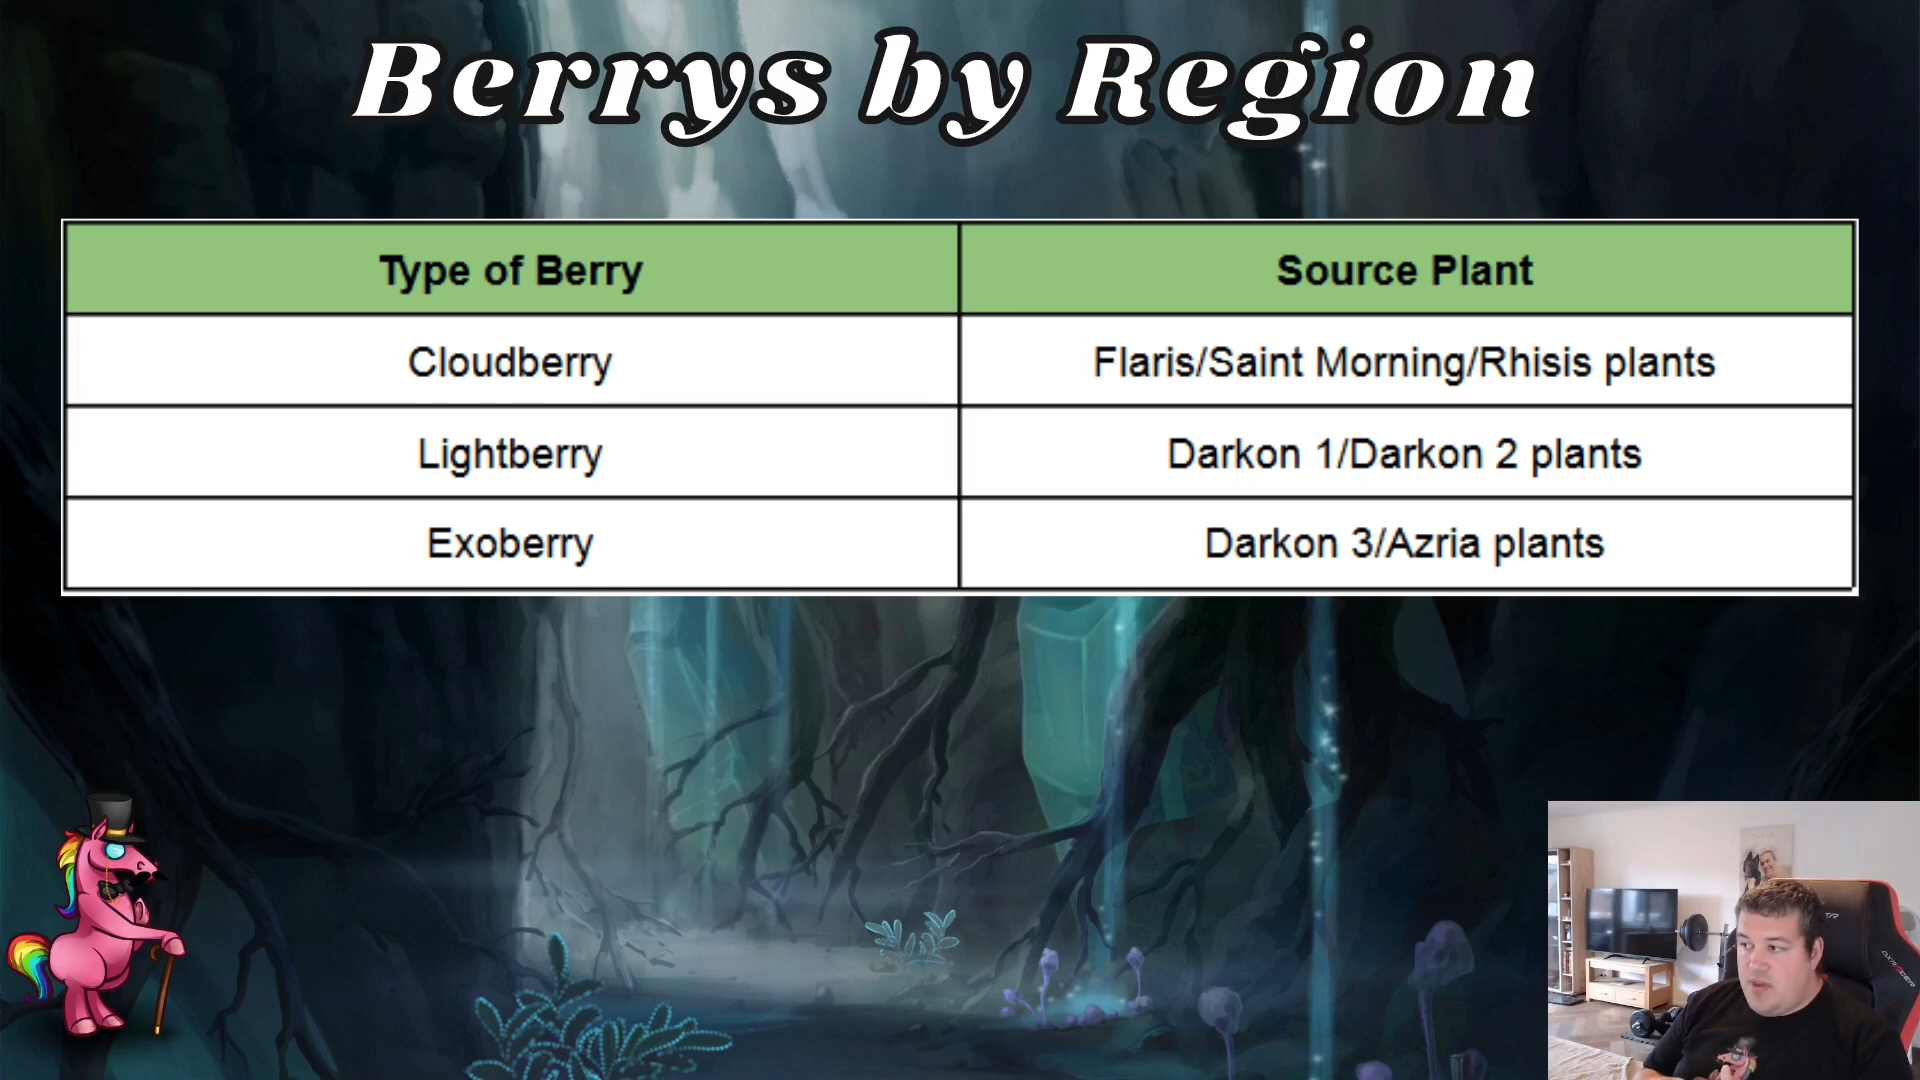 Berrys by Region
Type of Berry
Source Plant
Cloudberry
Flaris/Saint Morning/Rhisis plants
Lightberry
Darkon 1/Darkon 2 plants
Exoberry
Darkon 3/Azria plants
DXRACER